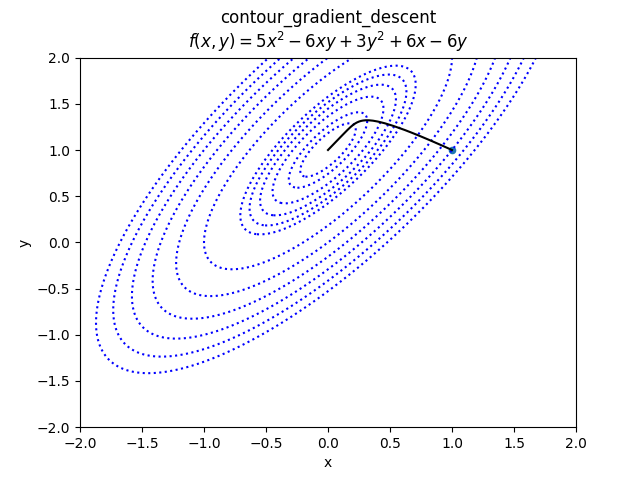 contour_gradient_descent
f(x, y) = 5x² − 6xy + 3y² + 6x − 6y
2.0
1.5
1.0
0.5
0.0
−0.5
−1.0
−1.5
−2.0
y
−2.0 −1.5 −1.0 −0.5 0.0 0.5 1.0 1.5 2.0
x